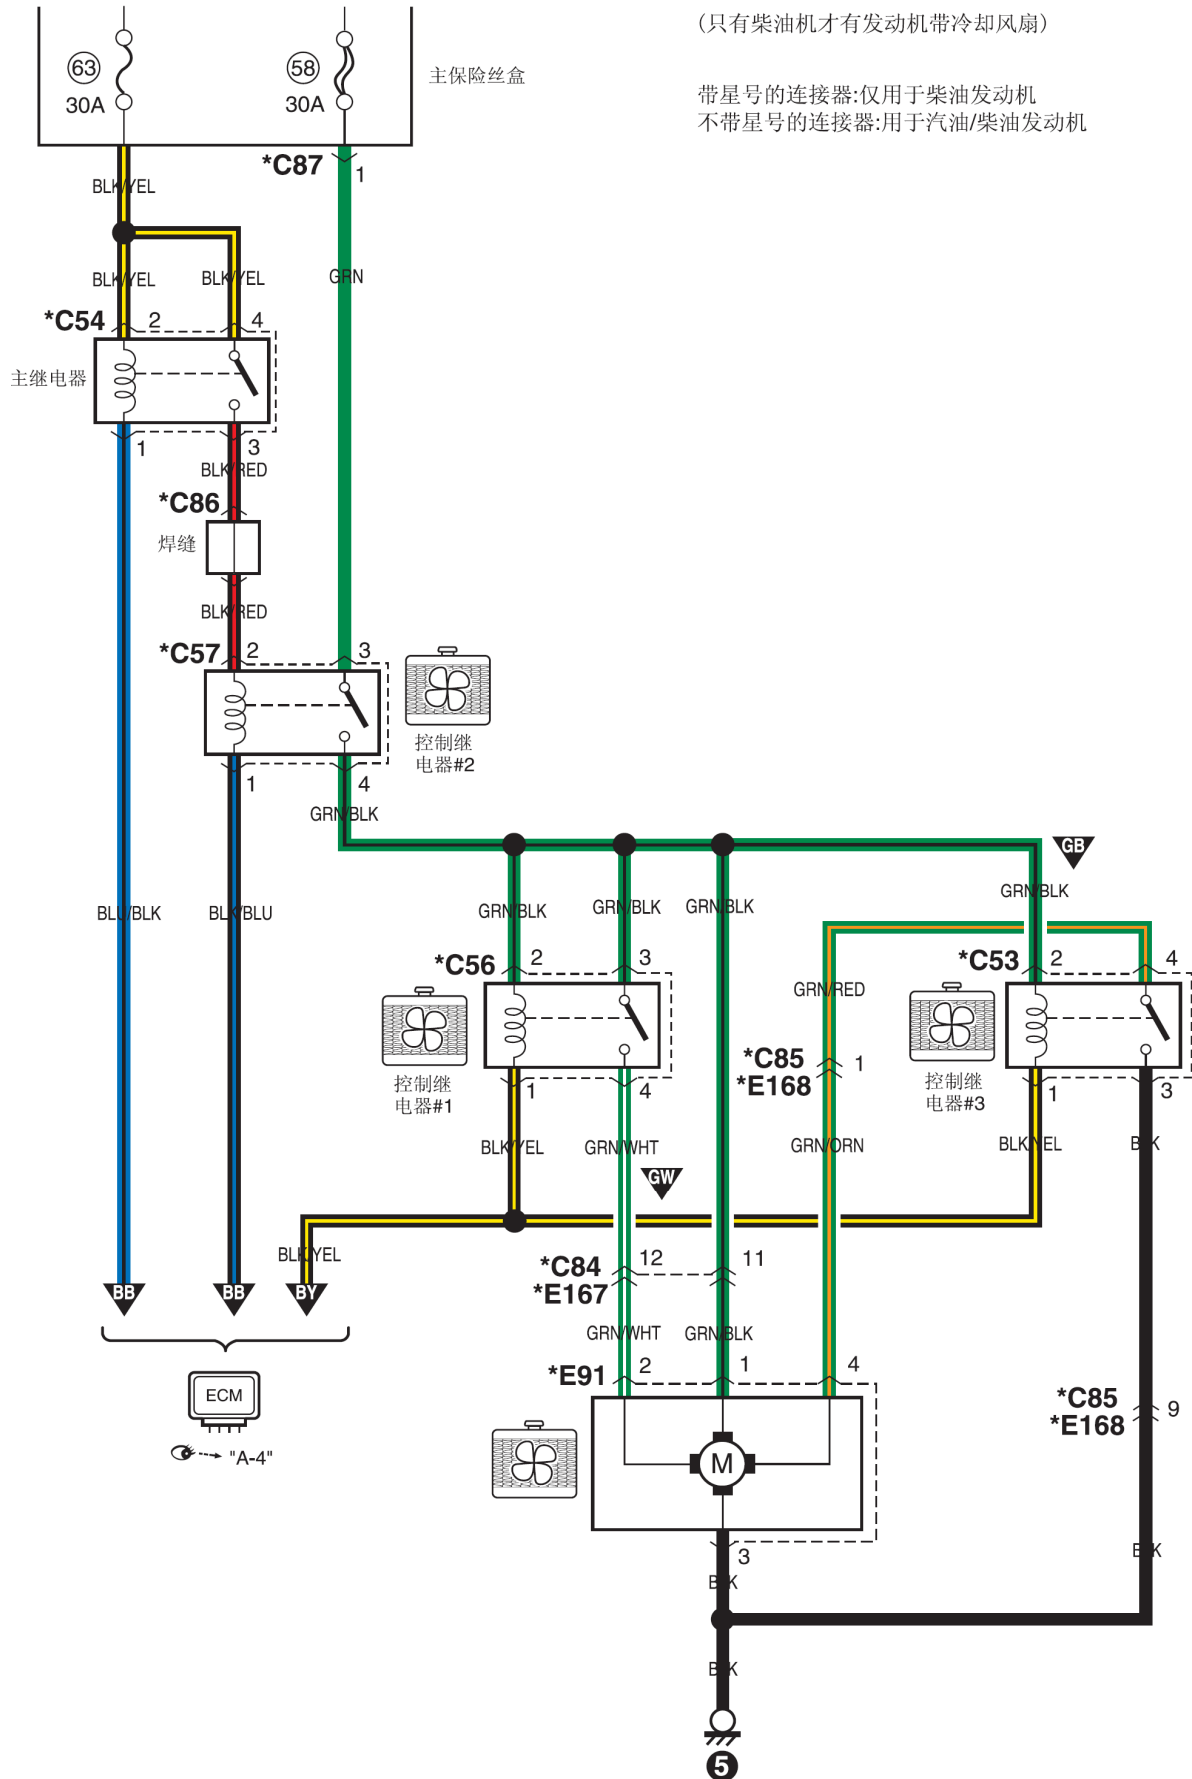 (只有柴油机才有发动机带冷却风扇)
63
30A
58
30A
主保险丝盒
带星号的连接器:仅用于柴油发动机
不带星号的连接器:用于汽油/柴油发动机
*C87
1
BLK/YEL
BLK/YEL
BLK/YEL
GRN
*C54
2
4
主继电器
1
3
BLK/RED
*C86
焊缝
BLK/RED
*C57
2
3
控制继
电器#2
1
4
GRN/BLK
GB
BLU/BLK
BLK/BLU
GRN/BLK
GRN/BLK
GRN/BLK
GRN/BLK
*C56
2
3
*C53
2
4
GRN/RED
控制继
电器#1
*C85
*E168
1
控制继
电器#3
1
4
1
3
BLK/YEL
GRN/WHT
GRN/ORN
BLK/YEL
BLK
GW
BLK/YEL
*C84
*E167
12
11
BB
BB
BY
GRN/WHT
GRN/BLK
*E91
2
1
4
ECM
"A-4"
*C85
*E168
9
M
3
BLK
BLK
BLK
5